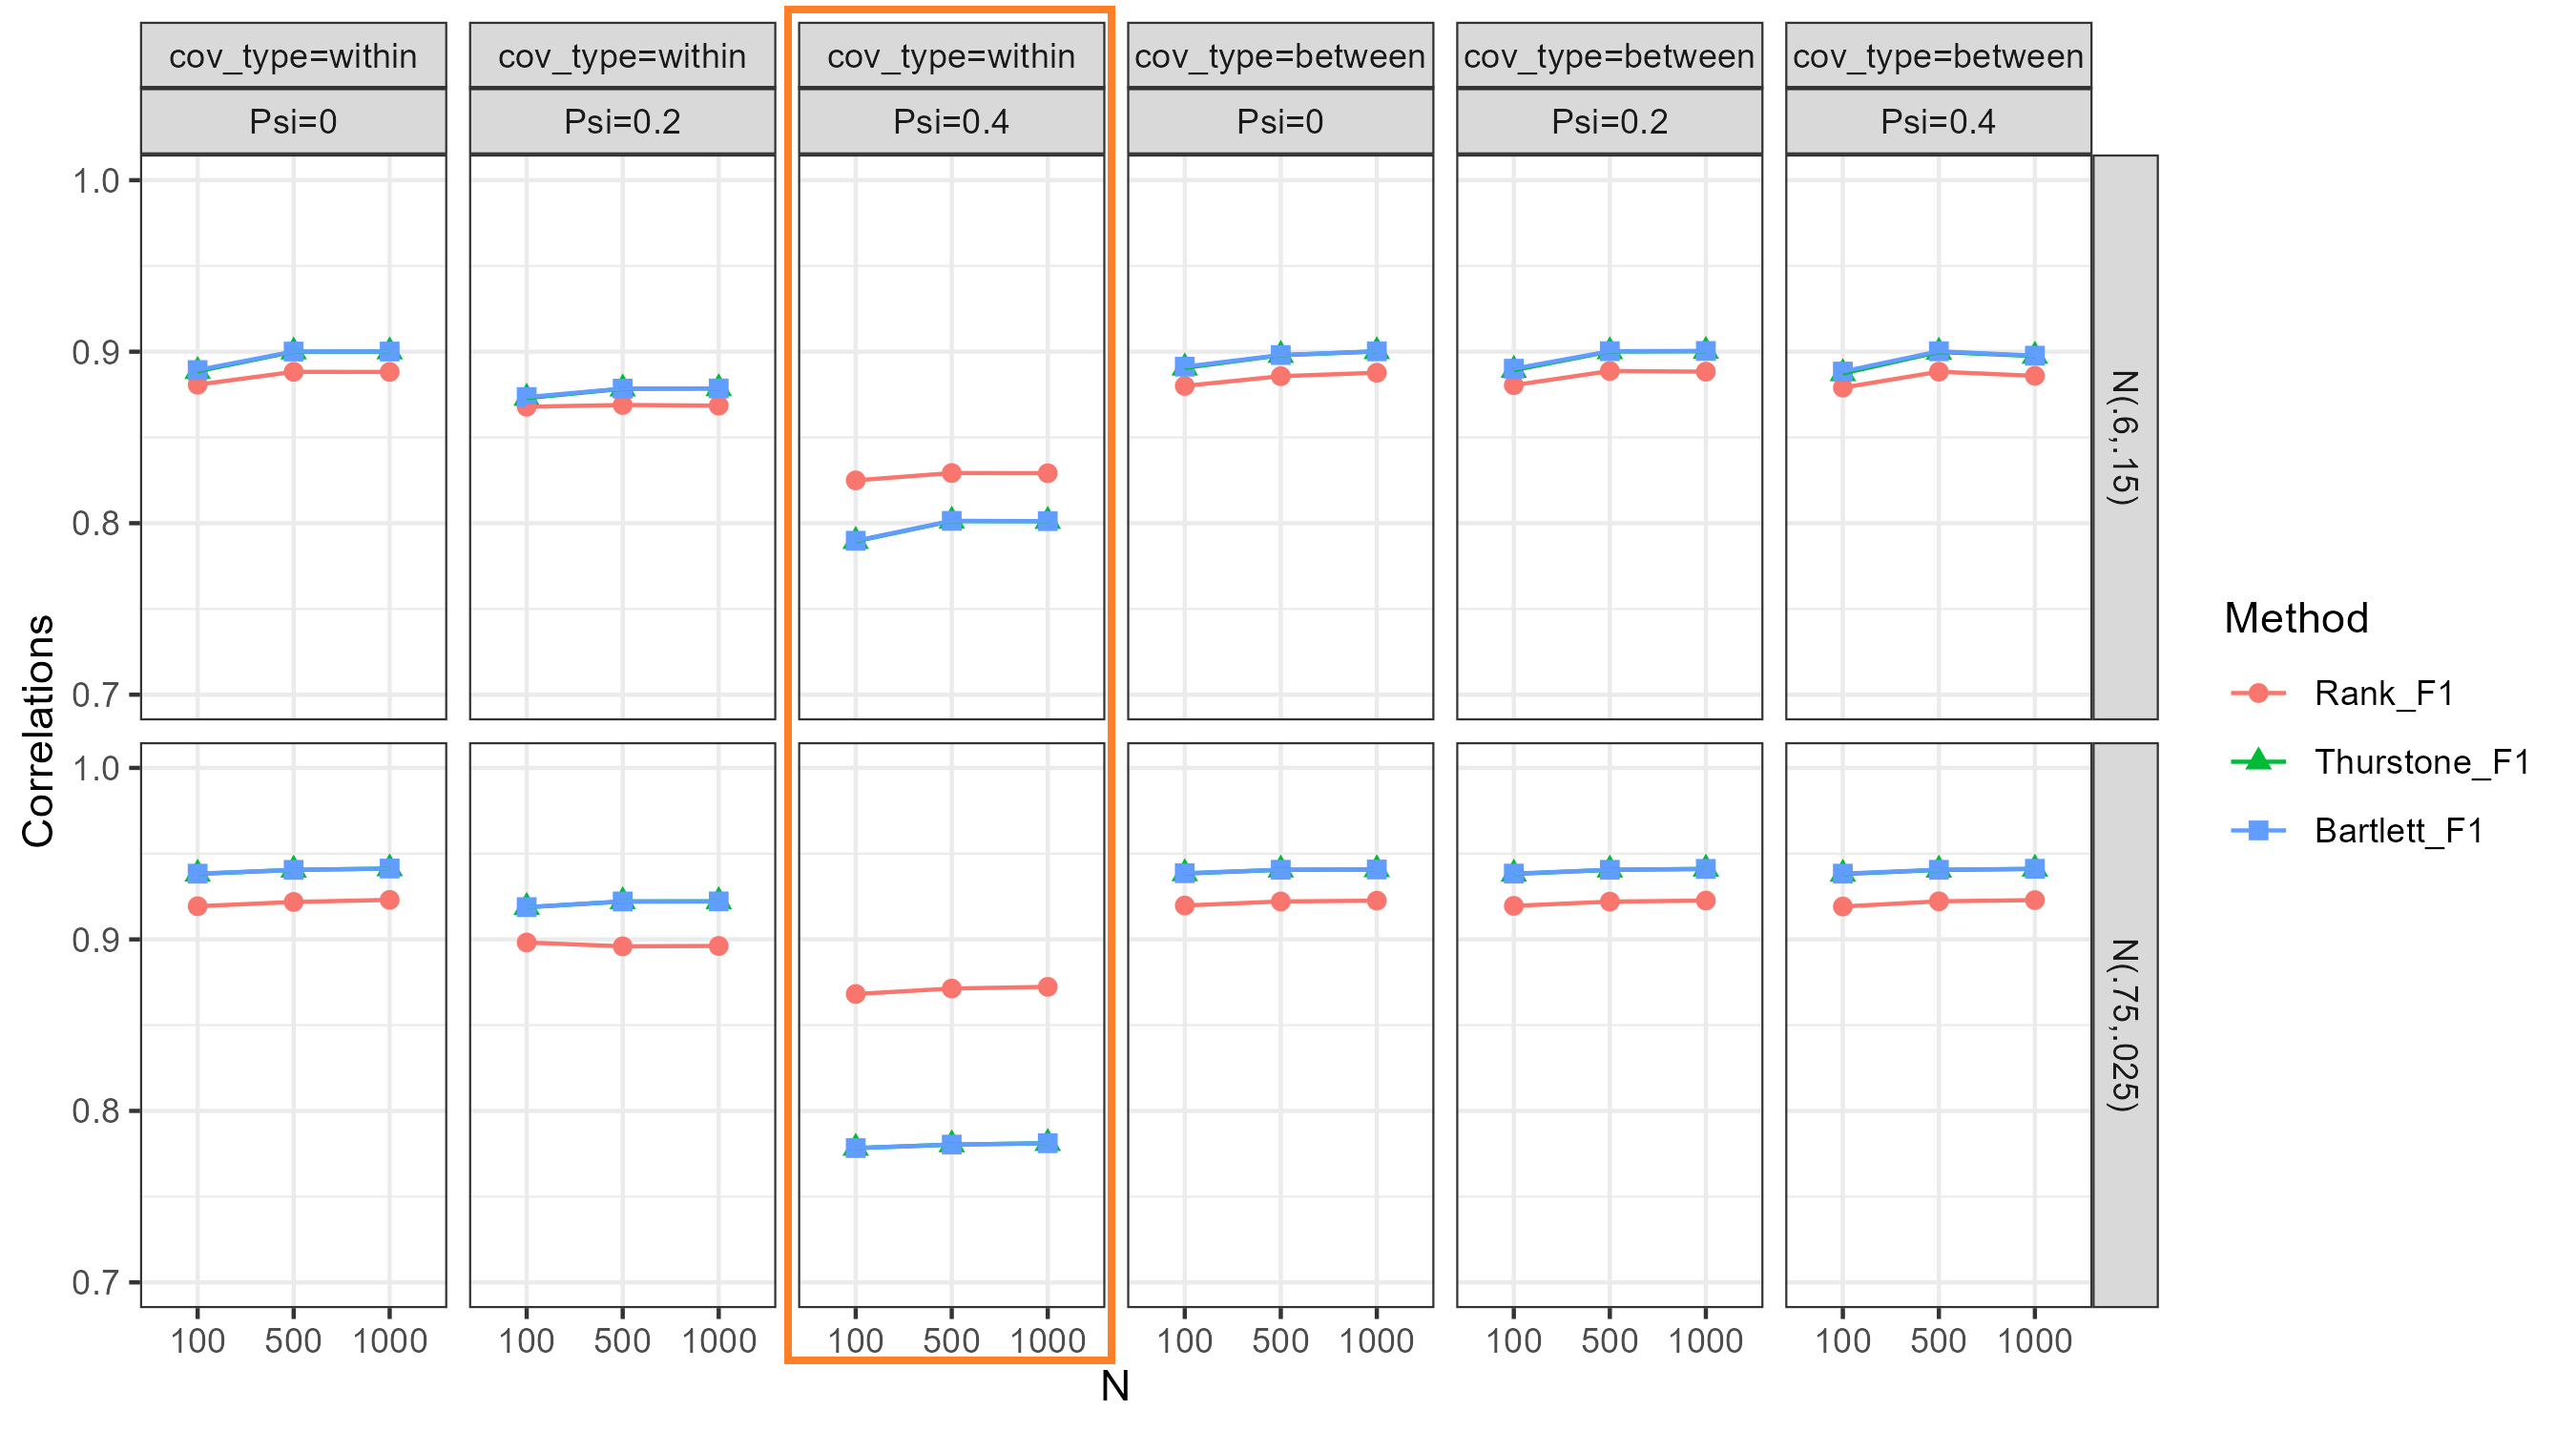 cov_type=within
cov_type=within
cov_type=within
cov_type=between
cov_type=between
cov_type=between
Psi=0
Psi=0.2
Psi=0.4
Psi=0
Psi=0.2
Psi=0.4
1.0
0.9
0.8
0.7
N(.6,.15)
1.0
0.9
0.8
0.7
N(.75,.025)
Correlations
100 500 1000
100 500 1000
100 500 1000
100 500 1000
100 500 1000
100 500 1000
N
Method
Rank_F1
Thurstone_F1
Bartlett_F1